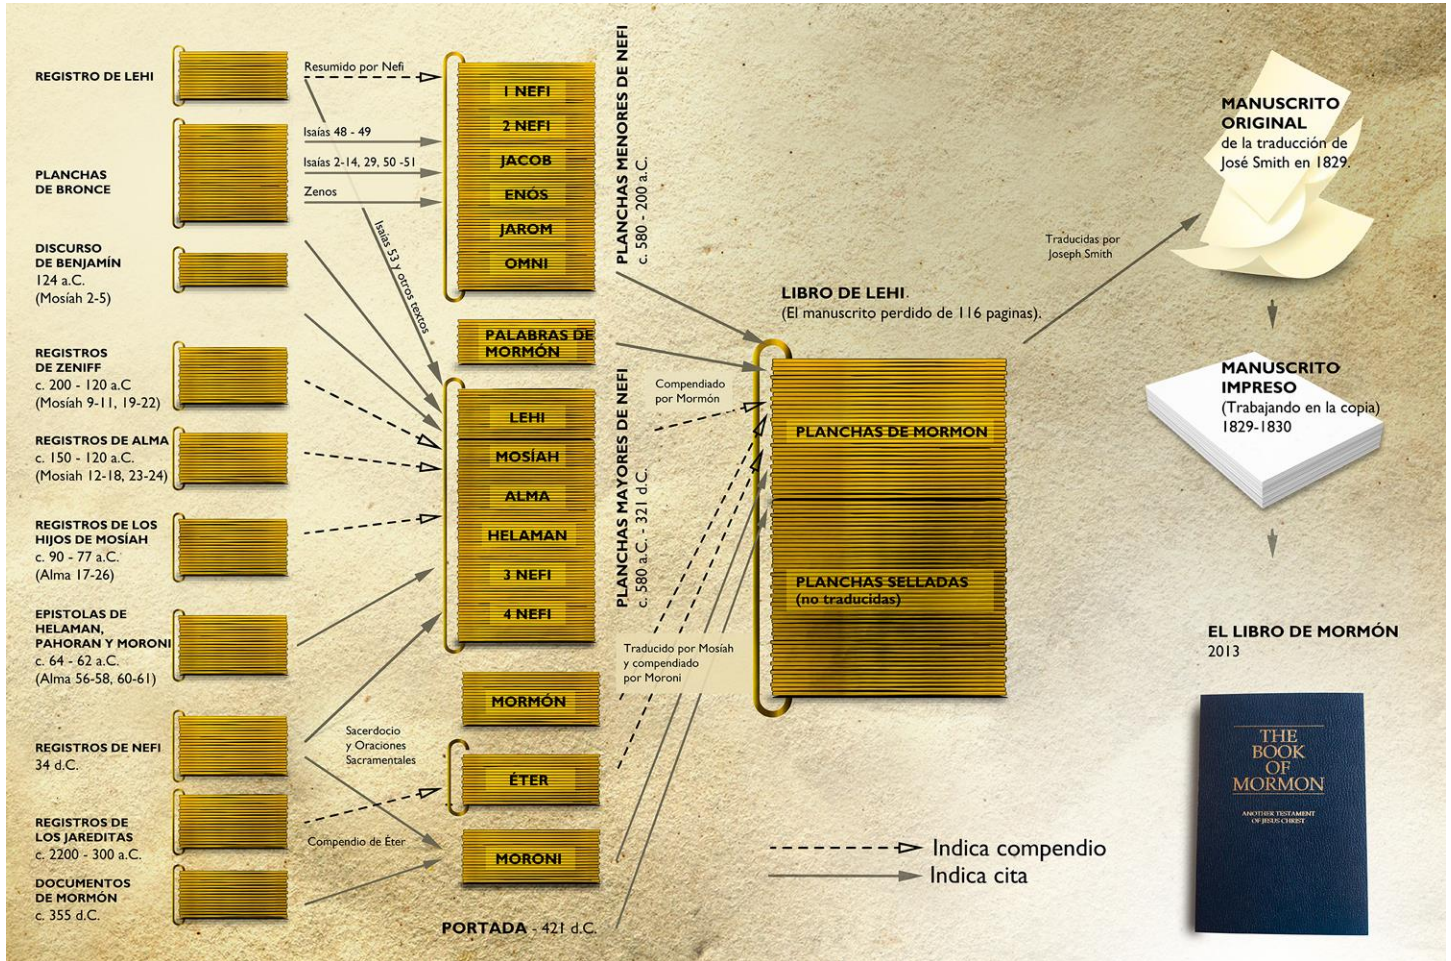 REGISTRO DE LEHI
PLANCHAS
DE BRONCE
DISCURSO
DE BENJAMÍN
124 a.C.
(Mosíah 2-5)
REGISTROS
DE ZENIFF
c. 200 - 120 a.C
(Mosíah 9-11, 19-22)
REGISTROS DE ALMA
c. 150 - 120 a.C.
(Mosiah 12-18, 23-24)
REGISTROS DE LOS
HIJOS DE MOSÍAH
c. 90 - 77 a.C.
(Alma 17-26)
EPISTOLAS DE
HELAMAN,
PAHORAN Y MORONI
c. 64 - 62 a.C.
(Alma 56-58, 60-61)
REGISTROS DE NEFI
34 d.C.
REGISTROS DE
LOS JAREDITAS
c. 2200 - 300 a.C.
DOCUMENTOS
DE MORMÓN
c. 355 d.C.
Resumido por Nefi
Isaías 48 - 49
Isaías 2-14, 29, 50 -51
Zenos
Isaías 53 y otros textos
Sacerdocio
y Oraciones
Sacramentales
Compendio de Éter
1 NEFI
2 NEFI
JACOB
ENÓS
JAROM
OMNI
PALABRAS DE
MORMÓN
LEHI
MOSÍAH
ALMA
HELAMAN
3 NEFI
4 NEFI
MORMÓN
ÉTER
MORONI
PORTADA - 421 d.C.
PLANCHAS MENORES DE NEFI
c. 580 - 200 a.C.
PLANCHAS MAYORES DE NEFI
c. 580 a.C. - 321 d.C.
Compendiado
por Mormón
Traducido por Mosíah
y compendiado
por Moroni
LIBRO DE LEHI.
(El manuscrito perdido de 116 paginas).
PLANCHAS DE MORMON
PLANCHAS SELLADAS
(no traducidas)
Traducidas por
Joseph Smith
MANUSCRITO
ORIGINAL
de la traducción de
José Smith en 1829.
MANUSCRITO
IMPRESO
(Trabajando en la copia)
1829-1830
EL LIBRO DE MORMÓN
2013
THE
BOOK
OF
MORMON
ANOTHER TESTAMENT
OF JESUS CHRIST
Indica compendio
Indica cita